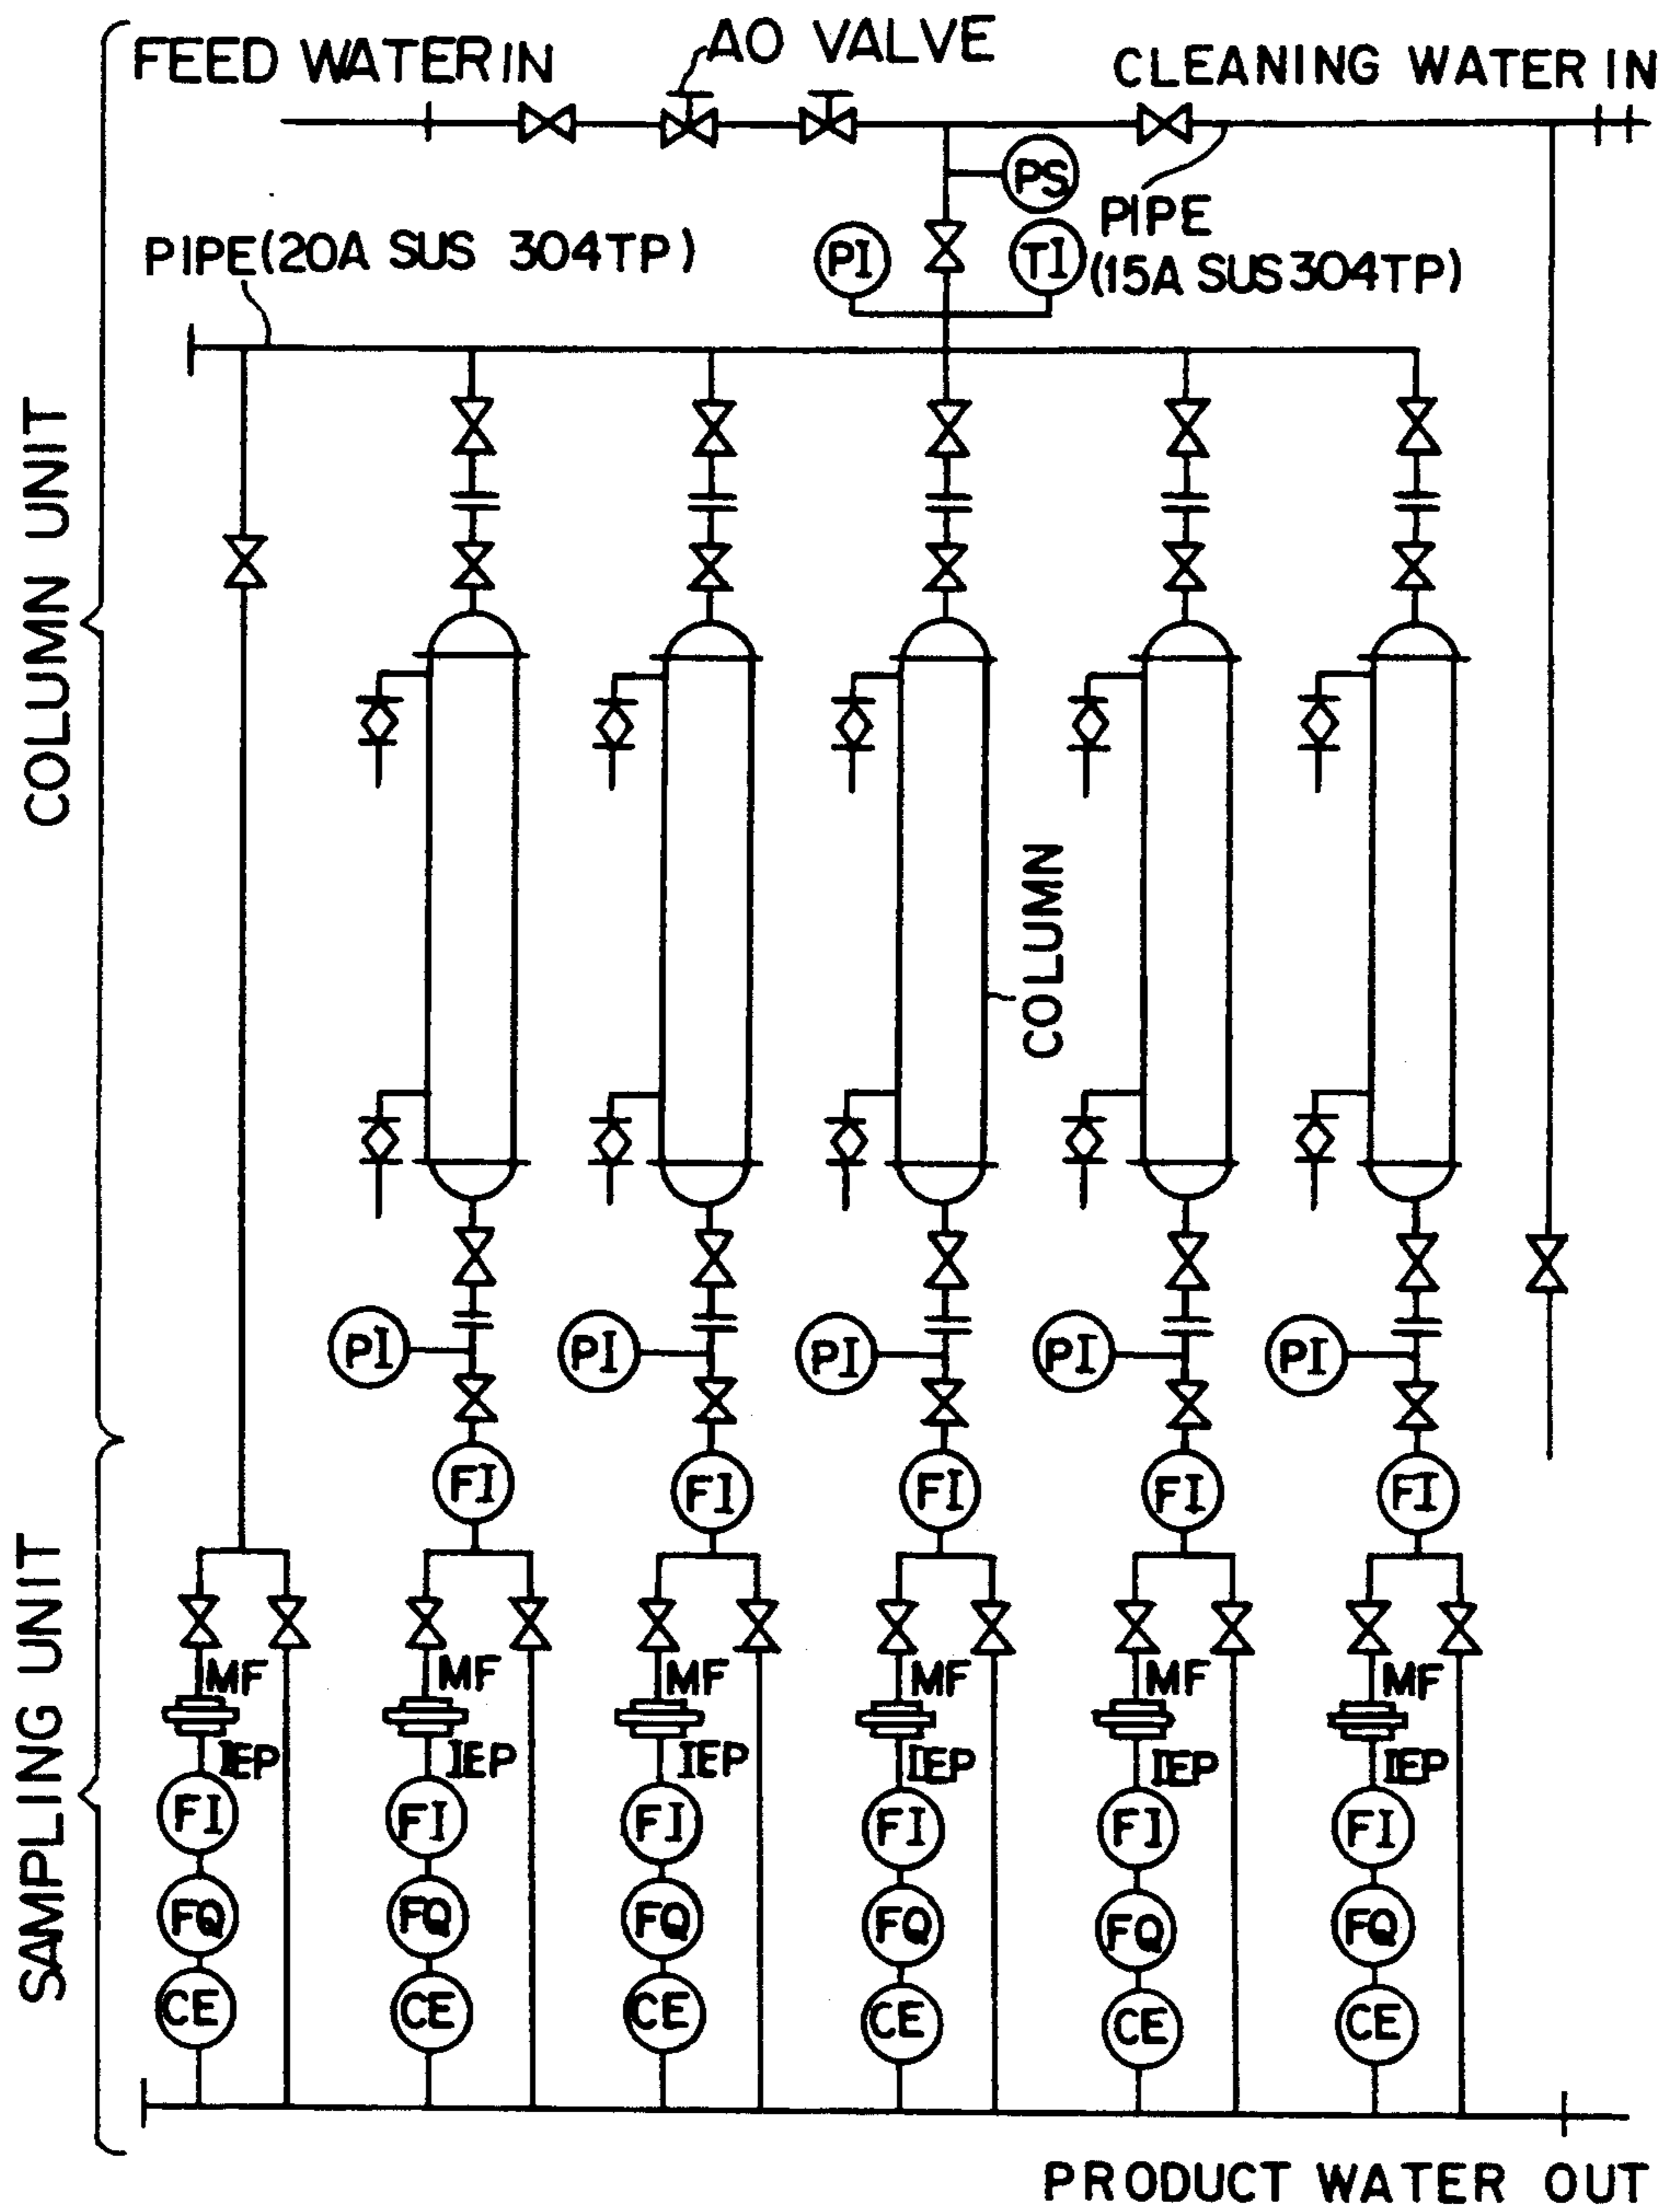 AO VALVE
FEED WATER IN
CLEANING WATER IN
PS
PIPE
(15A SUS304TP)
PIPE(20A SUS 304TP)
PI
TI
COLUMN UNIT
COLUMN
PI
PI
PI
PI
PI
FI
FI
FI
FI
FI
SAMPLING UNIT
MF
MF
MF
MF
MF
MF
IEP
IEP
IEP
IEP
IEP
IEP
FI
FI
FI
FI
FI
FI
FQ
FQ
FQ
FQ
FQ
FQ
CE
CE
CE
CE
CE
CE
PRODUCT WATER OUT